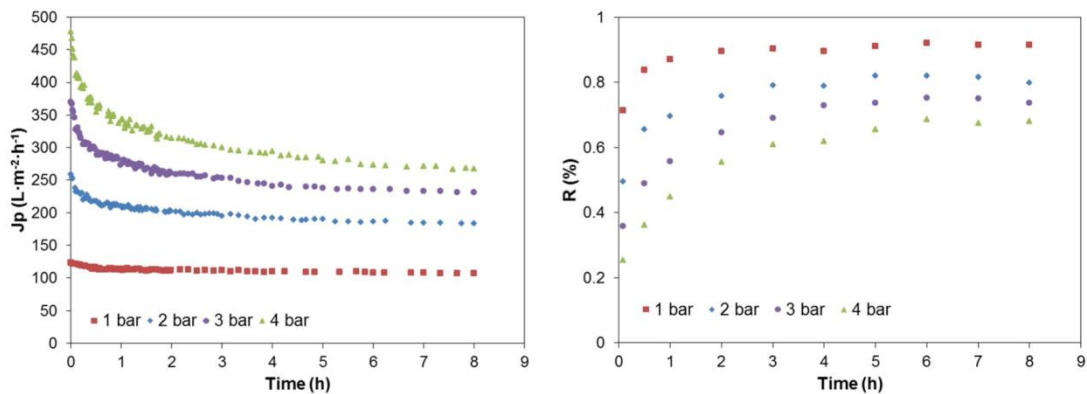 500
450
400
350
300
250
200
150
100
50
0
Jp (L·m⁻²·h⁻¹)
1 bar 2 bar 3 bar 4 bar
0 1 2 3 4 5 6 7 8 9
Time (h)
1
0.8
0.6
0.4
0.2
0
R (%)
1 bar 2 bar 3 bar 4 bar
0 1 2 3 4 5 6 7 8 9
Time (h)